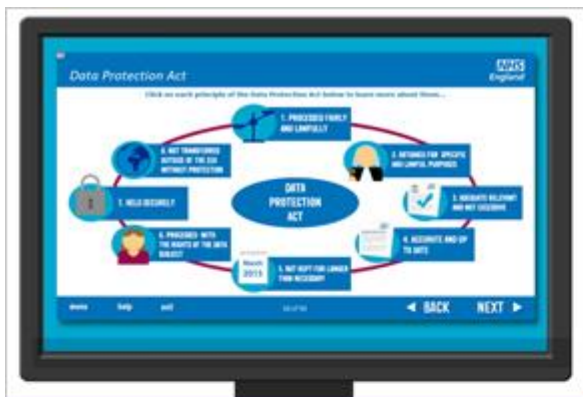 Data Protection Act
NHS
England
Click on each principle of the Data Protection Act below to learn more about them...
1. PROCESSED FAIRLY
AND LAWFULLY
2. OBTAINED FOR SPECIFIC
AND LAWFUL PURPOSES
3. ADEQUATE RELEVANT
AND NOT EXCESSIVE
4. ACCURATE AND UP
TO DATE
5. NOT KEPT FOR LONGER
THAN NECESSARY
March
2015
6. PROCESSED WITH
THE RIGHTS OF THE DATA
SUBJECT
7. HELD SECURELY
8. NOT TRANSFERRED
OUTSIDE OF THE EEA
WITHOUT PROTECTION
DATA
PROTECTION
ACT
menu
help
exit
BACK
NEXT